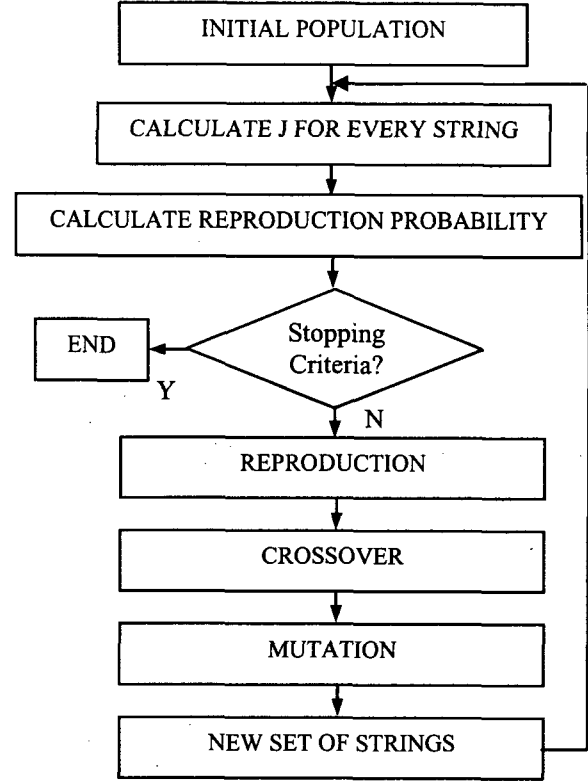 INITIAL POPULATION
CALCULATE J FOR EVERY STRING
CALCULATE REPRODUCTION PROBABILITY
Stopping
Criteria?
END
Y
N
REPRODUCTION
CROSSOVER
MUTATION
NEW SET OF STRINGS